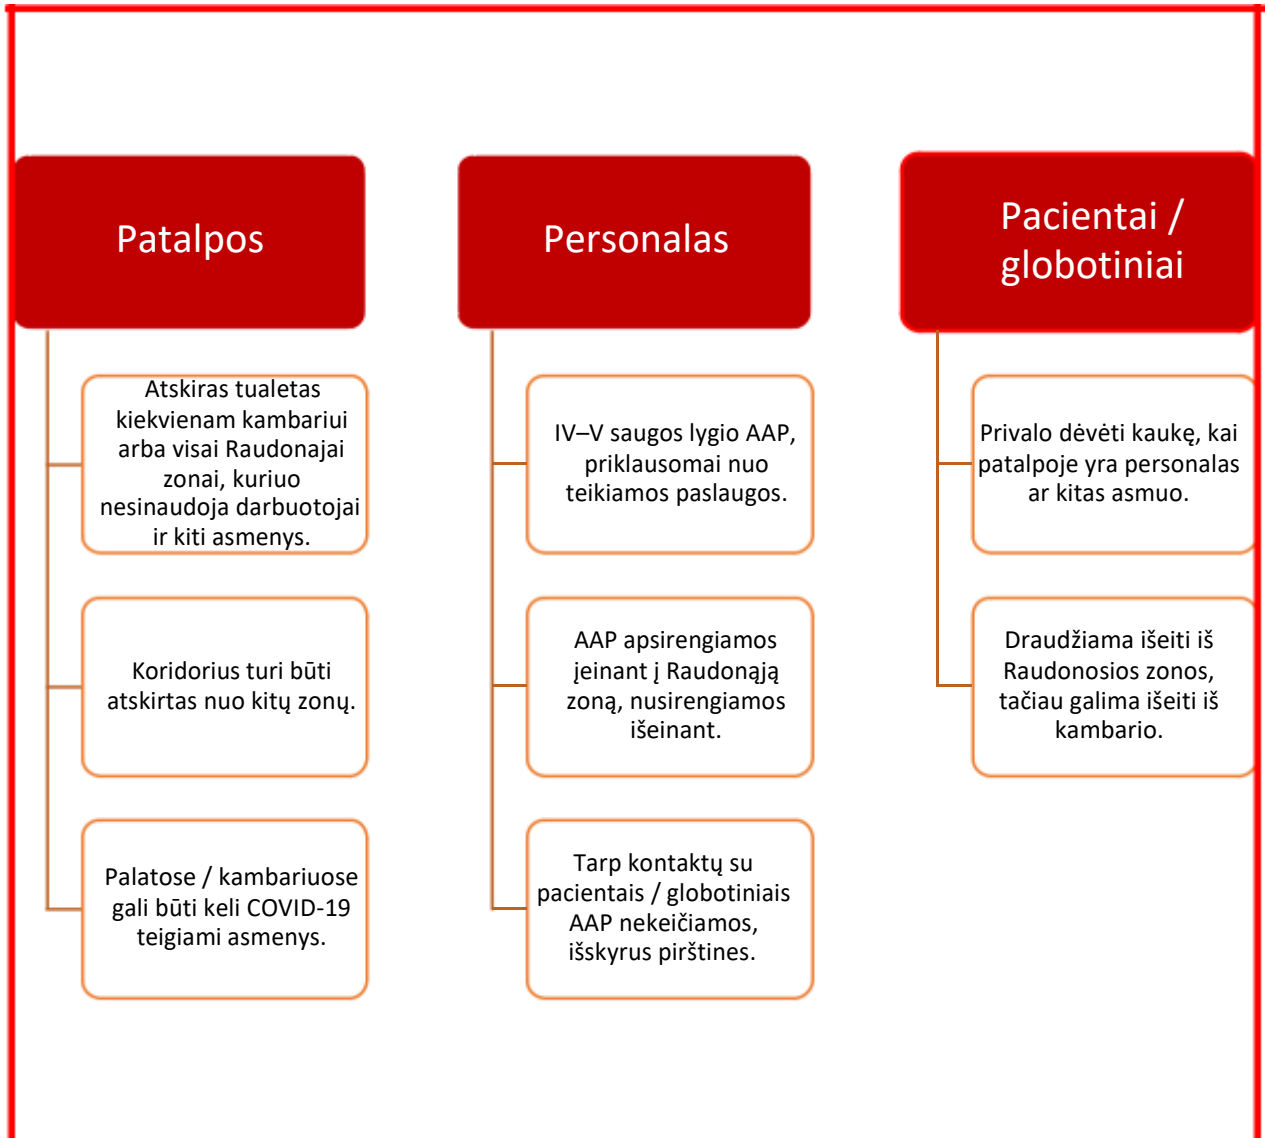 Patalpos
Atskiras tualetas
kiekvienam kambariui
arba visai Raudonajai
zonai, kuriuo
nesinaudoja darbuotojai
ir kiti asmenys.
Koridorius turi būti
atskirtas nuo kitų zonų.
Palatose / kambariuose
gali būti keli COVID-19
teigiami asmenys.
Personalas
IV–V saugos lygio AAP,
priklausomai nuo
teikiamos paslaugos.
AAP apsirengiamos
įeinant į Raudonąją
zoną, nusirengiamos
išeinant.
Tarp kontaktų su
pacientais / globotiniais
AAP nekeičiamos,
išskyrus pirštines.
Pacientai /
globotiniai
Privalo dėvėti kaukę, kai
patalpoje yra personalas
ar kitas asmuo.
Draudžiama išeiti iš
Raudonosios zonos,
tačiau galima išeiti iš
kambario.